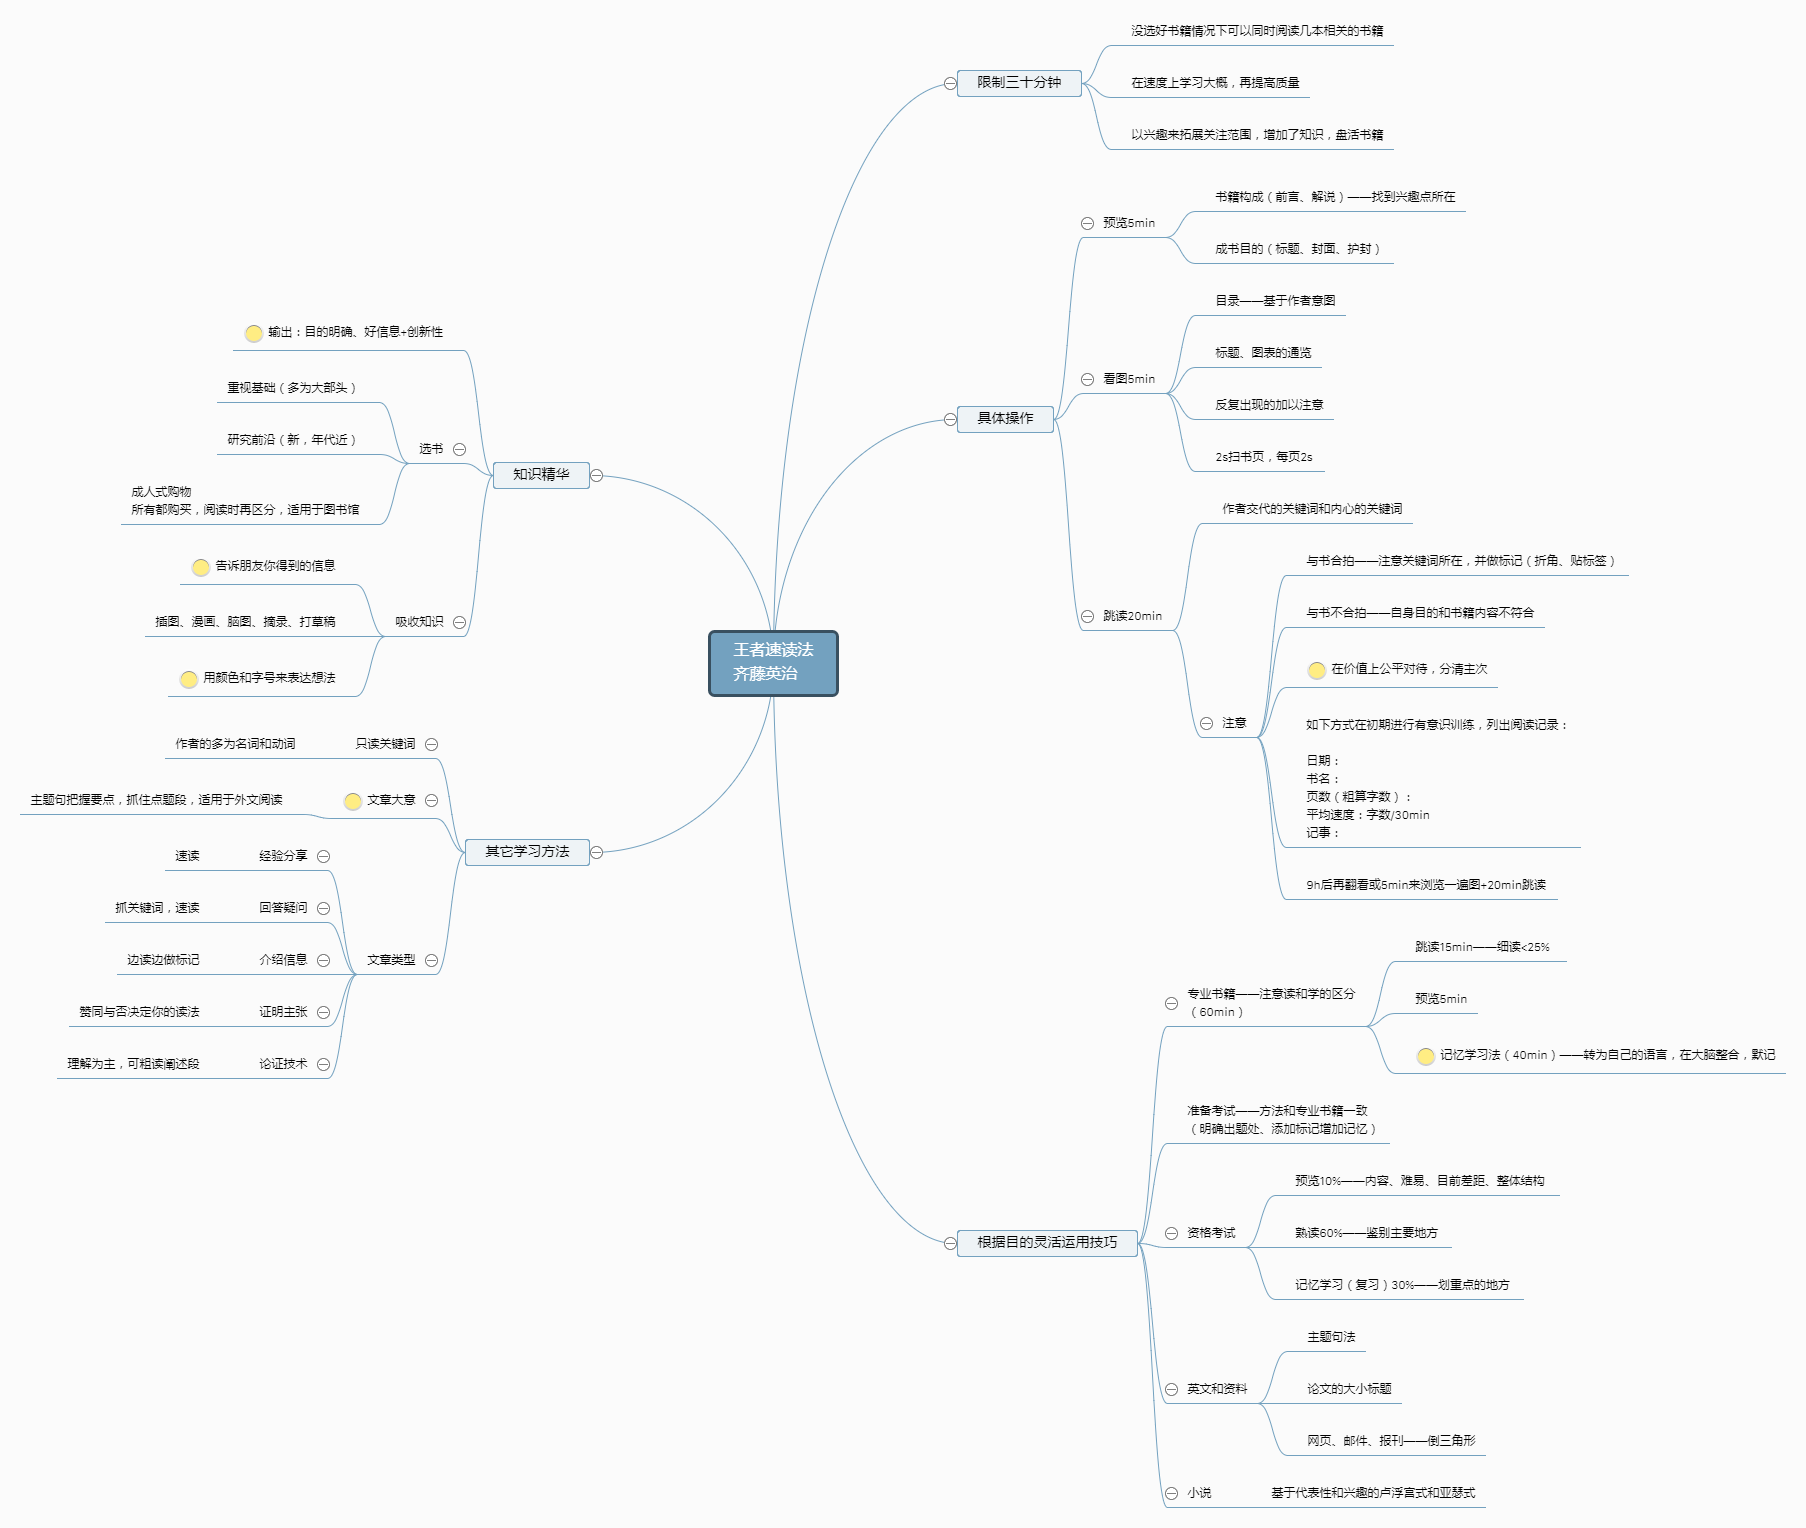 王者速读法
齐藤英治
限制三十分钟
没选好书籍情况下可以同时阅读几本相关的书籍
在速度上学习大概，再提高质量
以兴趣来拓展关注范围，增加了知识，盘活书籍
具体操作
预览5min
书籍构成（前言、解说）——找到兴趣点所在
成书目的（标题、封面、护封）
看图5min
目录——基于作者意图
标题、图表的通览
反复出现的加以注意
2s扫书页，每页2s
跳读20min
作者交代的关键词和内心的关键词
注意
与书合拍——注意关键词所在，并做标记（折角、贴标签）
与书不合拍——自身目的和书籍内容不符合
在价值上公平对待，分清主次
如下方式在初期进行有意识训练，列出阅读记录：
日期：
书名：
页数（粗算字数）：
平均速度：字数/30min
记事：
9h后再翻看或5min来浏览一遍图+20min跳读
根据目的灵活运用技巧
专业书籍——注意读和学的区分
（60min）
跳读15min——细读<25%
预览5min
记忆学习法（40min）——转为自己的语言，在大脑整合，默记
准备考试——方法和专业书籍一致
（明确出题处、添加标记增加记忆）
资格考试
预览10%——内容、难易、目前差距、整体结构
熟读60%——鉴别主要地方
记忆学习（复习）30%——划重点的地方
英文和资料
主题句法
论文的大小标题
网页、邮件、报刊——倒三角形
小说
基于代表性和兴趣的卢浮宫式和亚瑟式
知识精华
输出：目的明确、好信息+创新性
选书
重视基础（多为大部头）
研究前沿（新，年代近）
成人式购物
所有都购买，阅读时再区分，适用于图书馆
吸收知识
告诉朋友你得到的信息
插图、漫画、脑图、摘录、打草稿
用颜色和字号来表达想法
其它学习方法
只读关键词
作者的多为名词和动词
文章大意
主题句把握要点，抓住点题段，适用于外文阅读
文章类型
经验分享
速读
回答疑问
抓关键词，速读
介绍信息
边读边做标记
证明主张
赞同与否决定你的读法
论证技术
理解为主，可粗读阐述段